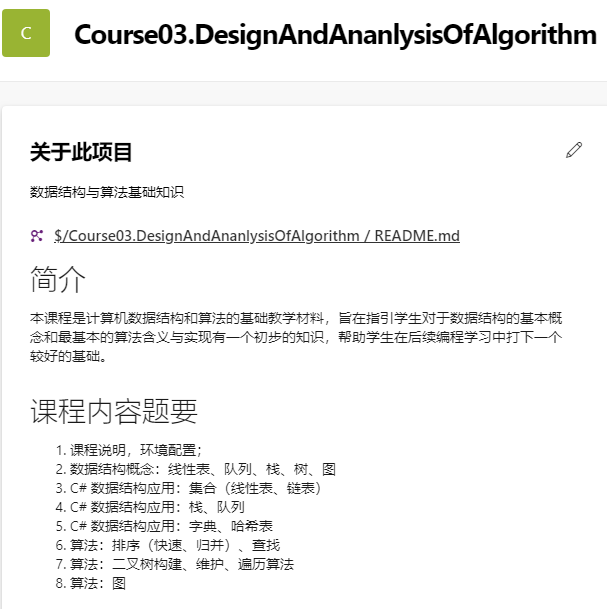 C
Course03.DesignAndAnanlysisOfAlgorithm
关于此项目
数据结构与算法基础知识
$/Course03.DesignAndAnanlysisOfAlgorithm / README.md
简介
本课程是计算机数据结构和算法的基础教学材料，旨在指引学生对于数据结构的基本概
念和最基本的算法含义与实现有一个初步的知识，帮助学生在后续编程学习中打下一个
较好的基础。
课程内容题要
1. 课程说明，环境配置；
2. 数据结构概念：线性表、队列、栈、树、图
3. C# 数据结构应用：集合（线性表、链表）
4. C# 数据结构应用：栈、队列
5. C# 数据结构应用：字典、哈希表
6. 算法：排序（快速、归并）、查找
7. 算法：二叉树构建、维护、遍历算法
8. 算法：图